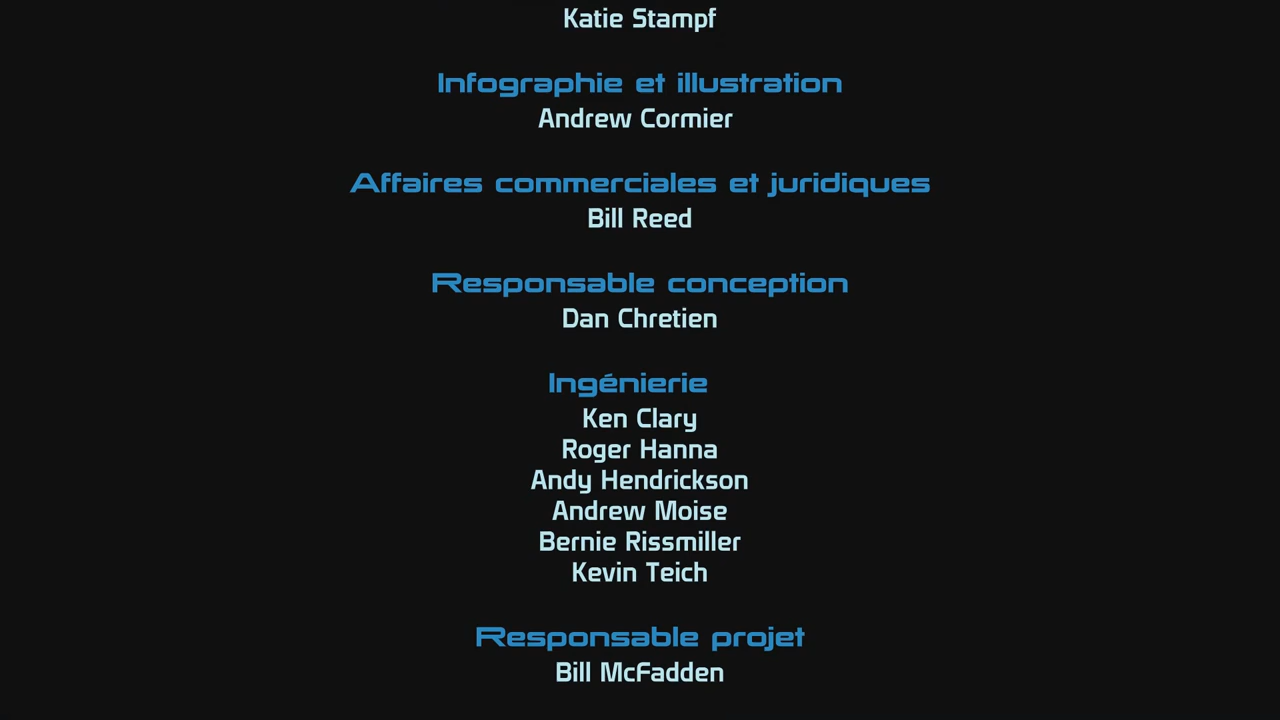 Katie Stampf
Infographie et illustration
Andrew Cormier
Affaires commerciales et juridiques
Bill Reed
Responsable conception
Dan Chretien
Ingénierie
Ken Clary
Roger Hanna
Andy Hendrickson
Andrew Moise
Bernie Rissmiller
Kevin Teich
Responsable projet
Bill McFadden